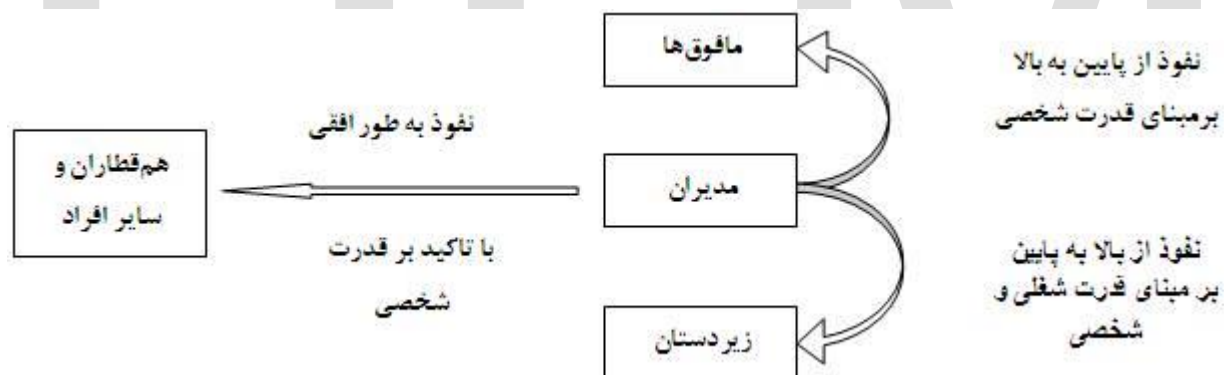 مافوق‌ها
نفوذ از پایین به بالا
برمبنای قدرت شخصی
نفوذ به طور افقی
هم‌قطاران و
سایر افراد
مدیران
با تاکید بر قدرت
شخصی
نفوذ از بالا به پایین
بر مبنای قدرت شغلی و
شخصی
زیردستان